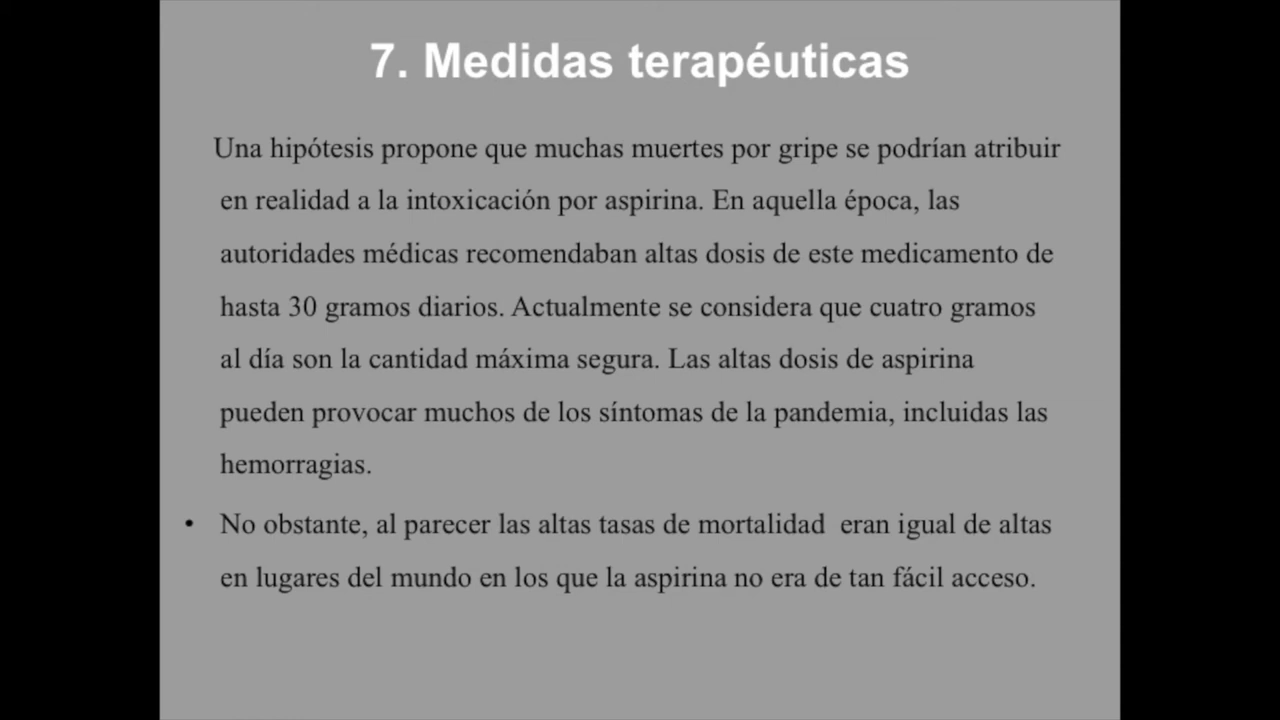 7. Medidas terapéuticas
Una hipótesis propone que muchas muertes por gripe se podrían atribuir
en realidad a la intoxicación por aspirina. En aquella época, las
autoridades médicas recomendaban altas dosis de este medicamento de
hasta 30 gramos diarios. Actualmente se considera que cuatro gramos
al día son la cantidad máxima segura. Las altas dosis de aspirina
pueden provocar muchos de los síntomas de la pandemia, incluidas las
hemorragias.
• No obstante, al parecer las altas tasas de mortalidad  eran igual de altas
en lugares del mundo en los que la aspirina no era de tan fácil acceso.